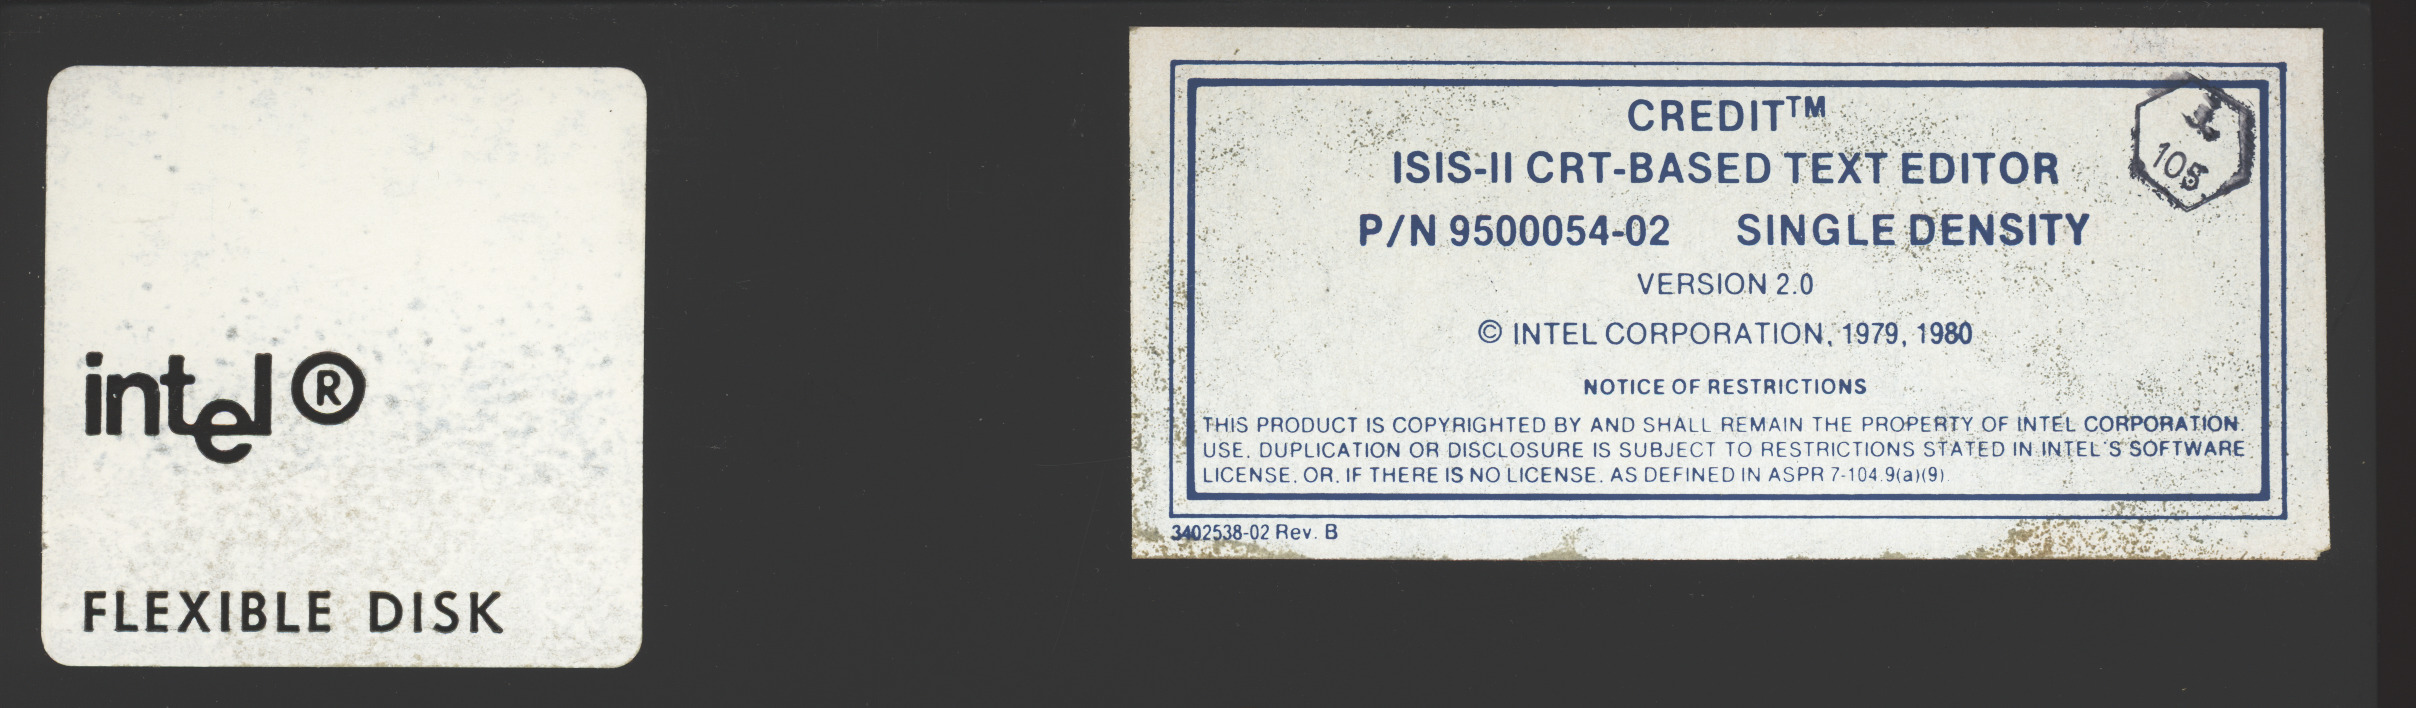 intel®
FLEXIBLE DISK
CREDIT™
ISIS-II CRT-BASED TEXT EDITOR
P/N 9500054-02 SINGLE DENSITY
VERSION 2.0
© INTEL CORPORATION, 1979, 1980
NOTICE OF RESTRICTIONS
THIS PRODUCT IS COPYRIGHTED BY AND SHALL REMAIN THE PROPERTY OF INTEL CORPORATION.
USE, DUPLICATION OR DISCLOSURE IS SUBJECT TO RESTRICTIONS STATED IN INTEL'S SOFTWARE
LICENSE, OR, IF THERE IS NO LICENSE, AS DEFINED IN ASPR 7-104.9(a)(9).
3402538-02 Rev. B
105